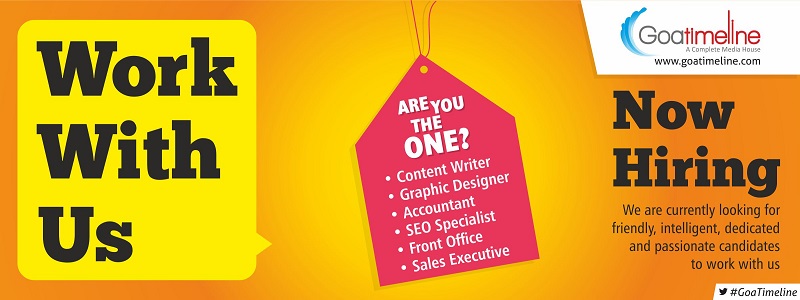 Work
With
Us
ARE YOU
THE
ONE?
• Content Writer
• Graphic Designer
• Accountant
• SEO Specialist
• Front Office
• Sales Executive
Goatimeline
A Complete Media House
www.goatimeline.com
Now
Hiring
We are currently looking for
friendly, intelligent, dedicated
and passionate candidates
to work with us
#GoaTimeline